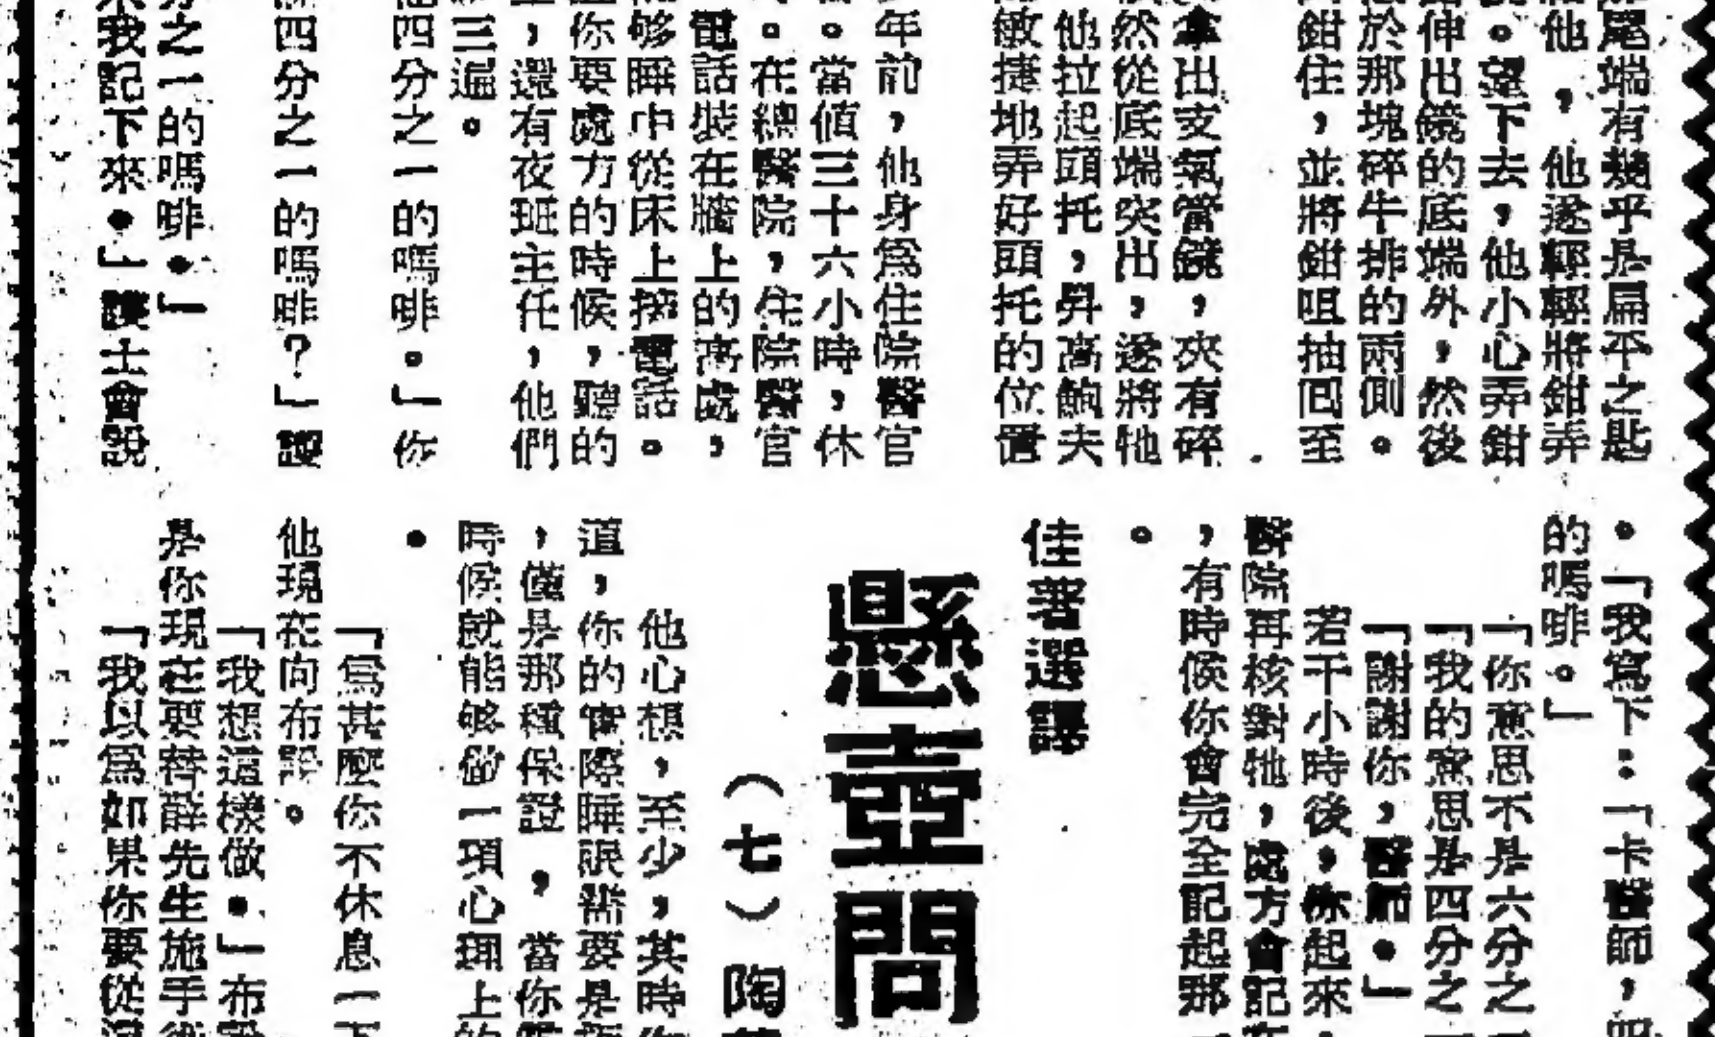 尾端有幾乎是扁平之匙
他，他遂輕輕將鉗弄
。望下去，他小心弄鉗
伸出鏡的底端外，然後
於那塊碎牛排的兩側。
鉗住，並將鉗咀抽回至
拿出支氣管鏡，夾有碎
然從底端突出，遂將牠
他拉起頭托，昇高鮑夫
敏捷地弄好頭托的位置
年前，他身為住院醫官
。當值三十六小時，休
。在總醫院，住院醫官
電話裝在牆上的高處，
够睡中從床上接電話。
你要處方的時候，聽的
，還有夜班主任，他們
三遍。
四分之一的嗎啡。」你
四分之一的嗎啡？」護
之一的嗎啡。」
我記下來。」護士會說
。「我寫下：「卡醫師，
的嗎啡。」
「你意思不是六分之一
「我的意思是四分之一
「謝謝你，醫師。」
若干小時後，你起來，
醫院再核對牠，處方會記在
，有時候你會完全記起那
。
佳著選譯
懸壺問
（七）陶
他心想，至少，其時你
道，你的實際睡眠需要是
，僅是那種保證，當你
時候就能够做一項心理上的
。
「為甚麼你不休息一下
他現在向布
「我想這樣做。」布
是你現在要替薛先生施手術
「我以為如果你要從